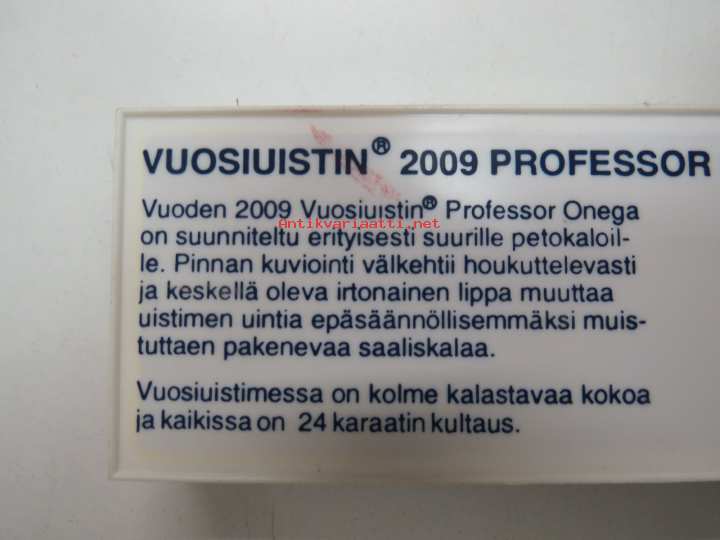 VUOSIUISTIN® 2009 PROFESSOR
Vuoden 2009 Vuosiuistin® Professor Onega
Antikvariaatti.net
on suunniteltu erityisesti suurille petokaloil-
le. Pinnan kuviointi välkehtii houkuttelevasti
ja keskellä oleva irtonainen lippa muuttaa
uistimen uintia epäsäännöllisemmäksi muis-
tuttaen pakenevaa saaliskalaa.
Vuosiuistimessa on kolme kalastavaa kokoa
ja kaikissa on 24 karaatin kultaus.